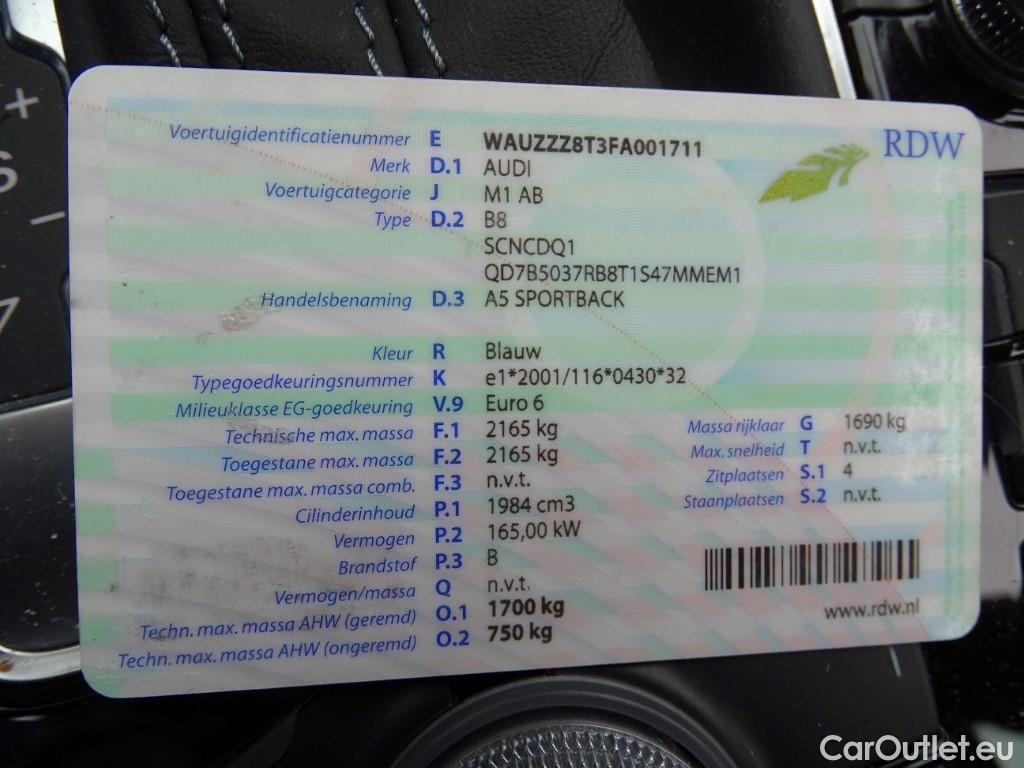 Voertuigidentificatienummer E WAUZZZ8T3FA001711
RDW
Merk D.1 AUDI
Voertuigcategorie J M1 AB
Type D.2 B8
SCNCDQ1
QD7B5037RB8T1S47MMEM1
Handelsbenaming D.3 A5 SPORTBACK
Kleur R Blauw
Typegoedkeuringsnummer K e1*2001/116*0430*32
Milieuklasse EG-goedkeuring V.9 Euro 6
Technische max. massa F.1 2165 kg
Toegestane max. massa F.2 2165 kg
Toegestane max. massa comb. F.3 n.v.t.
Cilinderinhoud P.1 1984 cm3
Vermogen P.2 165,00 kW
Brandstof P.3 B
Vermogen/massa Q n.v.t.
Techn. max. massa AHW (geremd) O.1 1700 kg
Techn. max. massa AHW (ongeremd) O.2 750 kg
Massa rijklaar G 1690 kg
Max. snelheid T n.v.t.
Zitplaatsen S.1 4
Staanplaatsen S.2 n.v.t.
www.rdw.nl
CarOutlet.eu